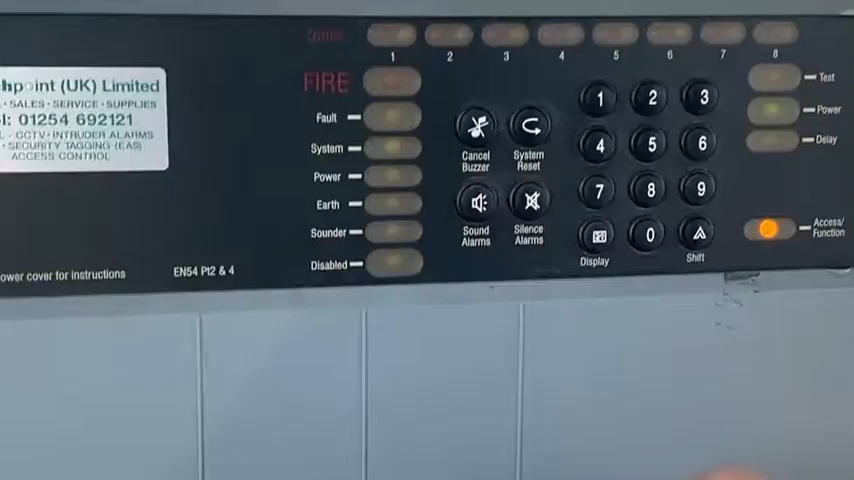 Zones
1 2 3 4 5 6 7 8
FIRE
Fault
System
Power
Earth
Sounder
Disabled
(UK) Limited
SALES • SERVICE • SUPPLIES
01254 692121
CCTV • INTRUDER ALARMS
SECURITY TAGGING (EAS)
ACCESS CONTROL
cover for instructions
EN54 Pt2 & 4
Cancel
Buzzer
System
Reset
Sound
Alarms
Silence
Alarms
1 2 3
4 5 6
7 8 9
0
Display
Shift
Test
Power
Delay
Access/
Function